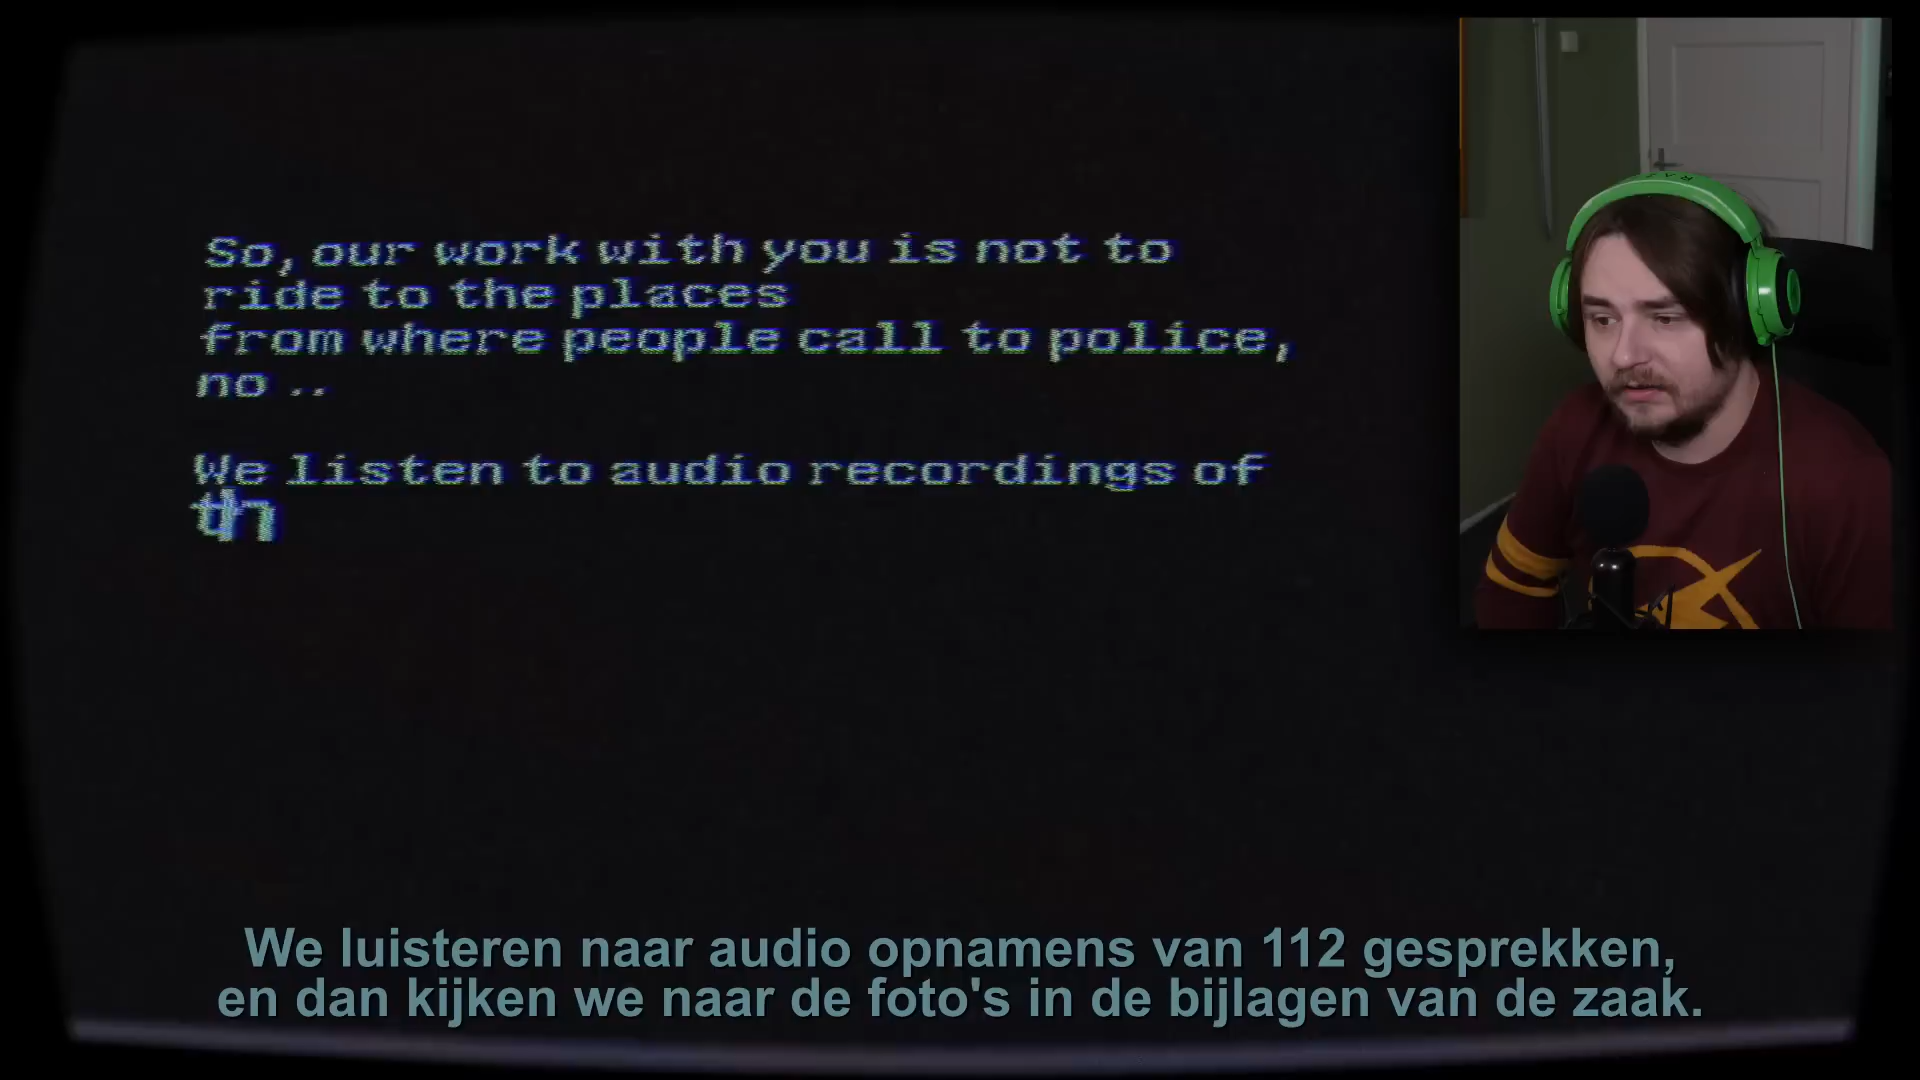 So, our work with you is not to
ride to the places
from where people call to police,
no ..
We listen to audio recordings of
We luisteren naar audio opnamens van 112 gesprekken,
en dan kijken we naar de foto's in de bijlagen van de zaak.